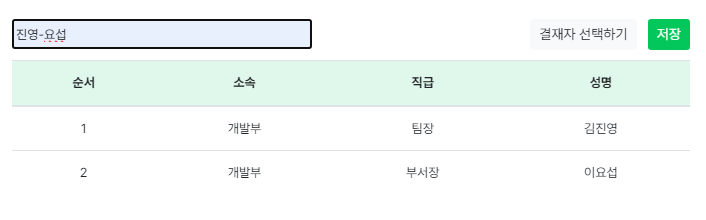 진영-요섭 결재자 선택하기 저장
순서 소속 직급 성명
1 개발부 팀장 김진영
2 개발부 부서장 이요섭